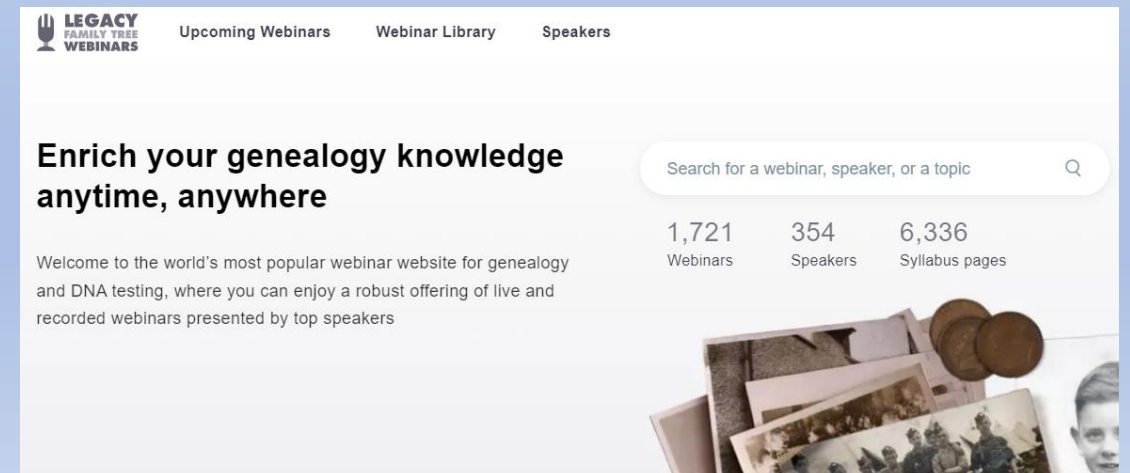 LEGACY
FAMILY TREE
WEBINARS
Upcoming Webinars
Webinar Library
Speakers
Enrich your genealogy knowledge
anytime, anywhere
Welcome to the world's most popular webinar website for genealogy
and DNA testing, where you can enjoy a robust offering of live and
recorded webinars presented by top speakers
Search for a webinar, speaker, or a topic
1,721
Webinars
354
Speakers
6,336
Syllabus pages